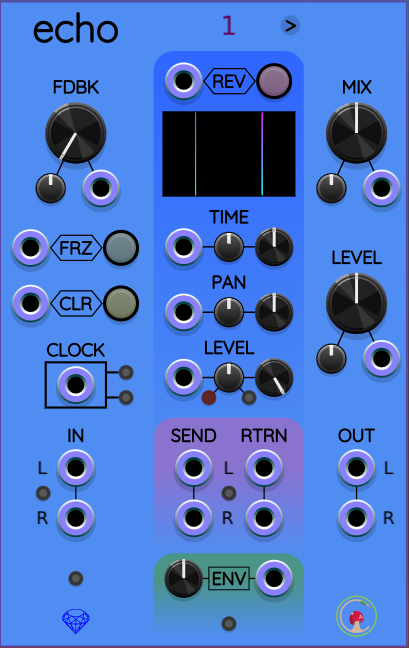 echo 1 >
REV
FDBK MIX
TIME
FRZ
PAN
LEVEL
CLR
LEVEL
CLOCK
IN SEND RTRN OUT
L L L
R R R
ENV